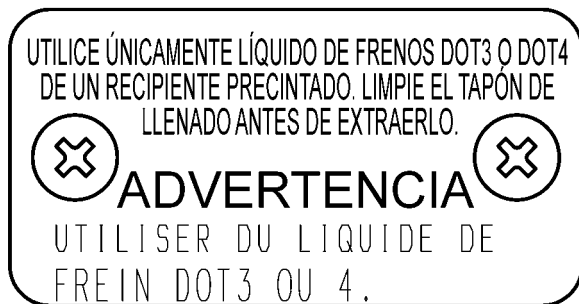 UTILICE ÚNICAMENTE LÍQUIDO DE FRENOS DOT3 O DOT4
DE UN RECIPIENTE PRECINTADO. LIMPIE EL TAPÓN DE
LLENADO ANTES DE EXTRAERLO.
ADVERTENCIA
UTILISER DU LIQUIDE DE
FREIN DOT3 OU 4.